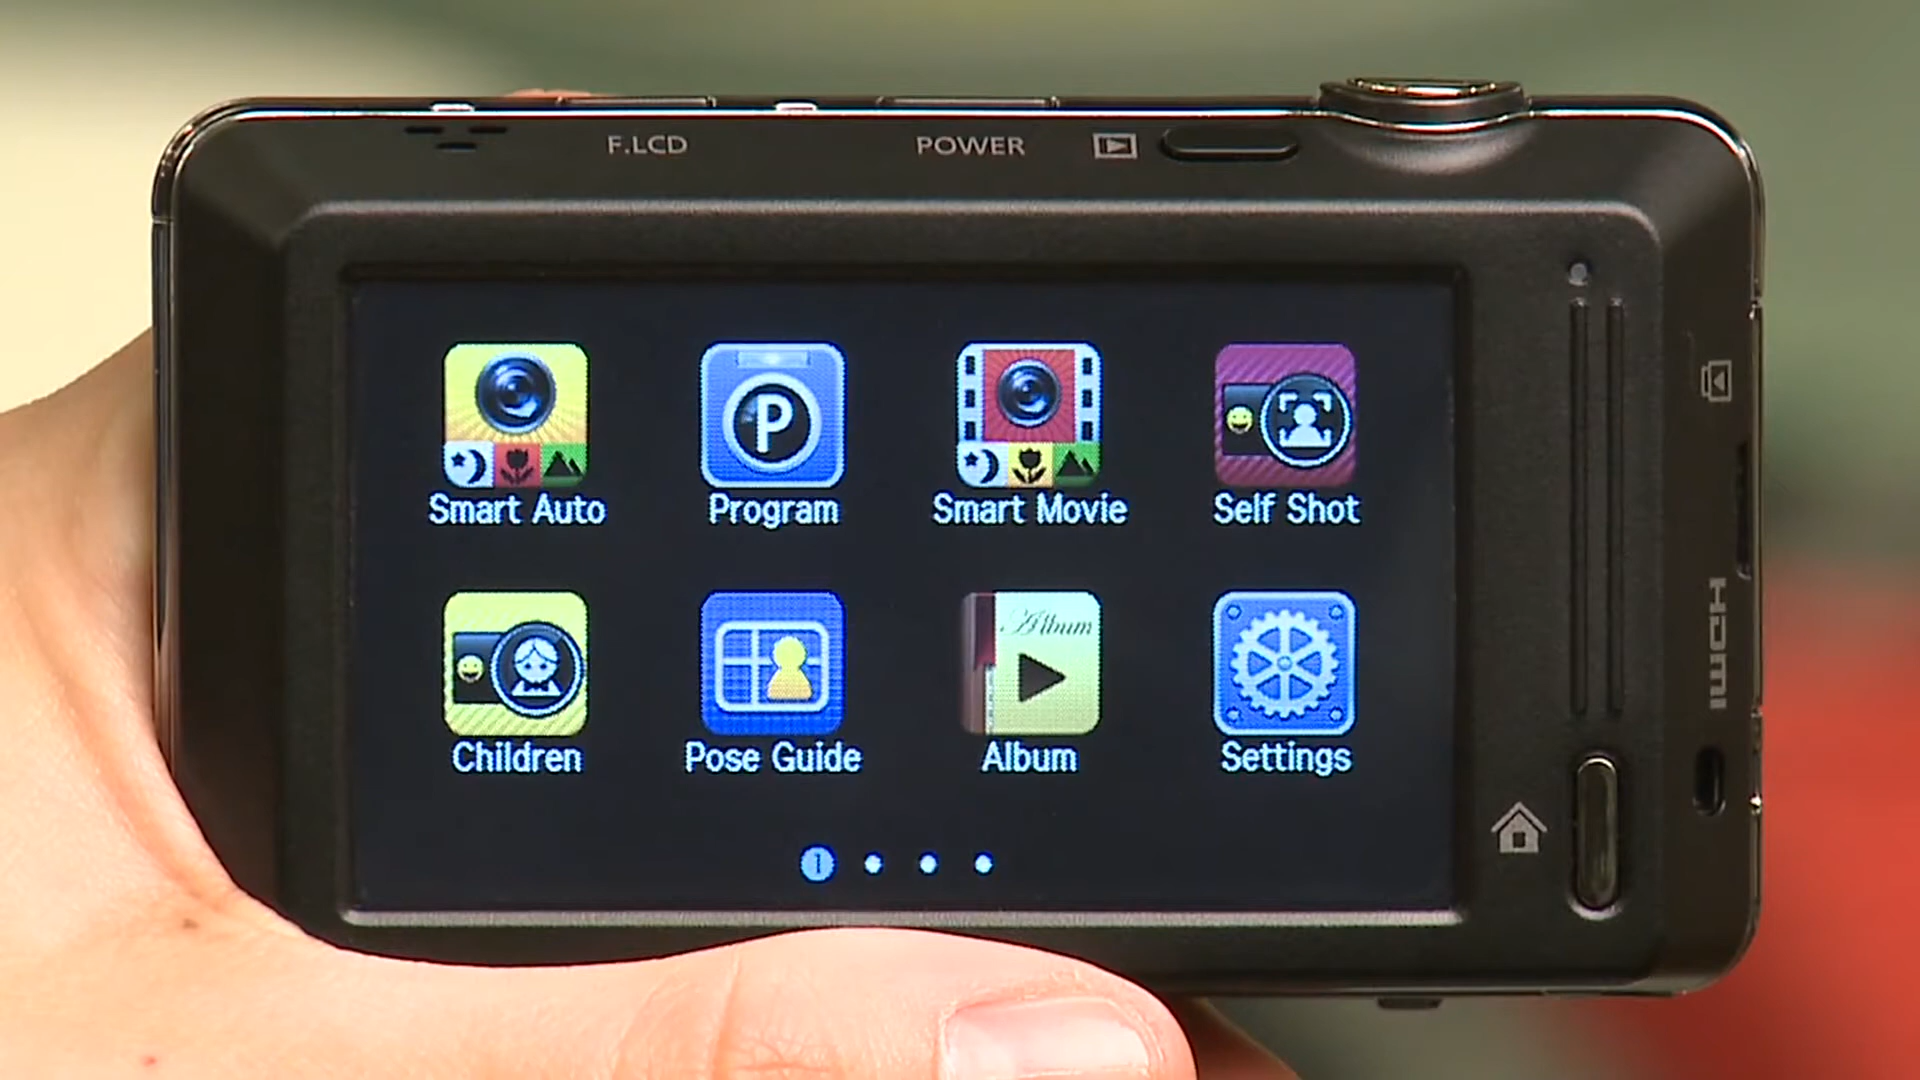 F.LCD POWER
Smart Auto Program Smart Movie Self Shot
P
Album
Children Pose Guide Album Settings
1
HDMI